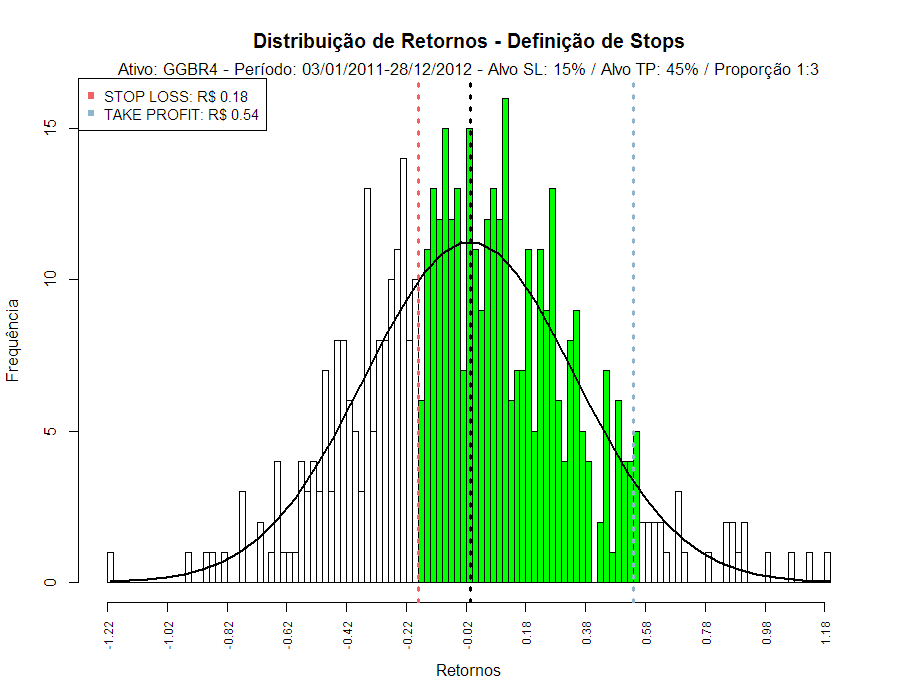 Distribuição de Retornos - Definição de Stops
Ativo: GGBR4 - Período: 03/01/2011-28/12/2012 - Alvo SL: 15% / Alvo TP: 45% / Proporção 1:3
STOP LOSS: R$ 0.18
TAKE PROFIT: R$ 0.54
Frequência
15
10
5
0
-1.22
-1.02
-0.82
-0.62
-0.42
-0.22
-0.02
0.18
0.38
0.58
0.78
0.98
1.18
Retornos